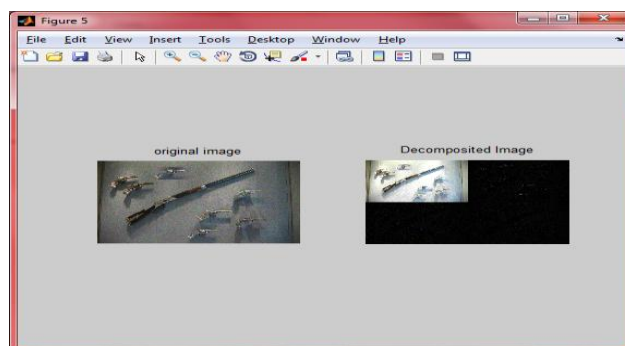 Figure 5
File Edit View Insert Tools Desktop Window Help
original image
Decomposited Image